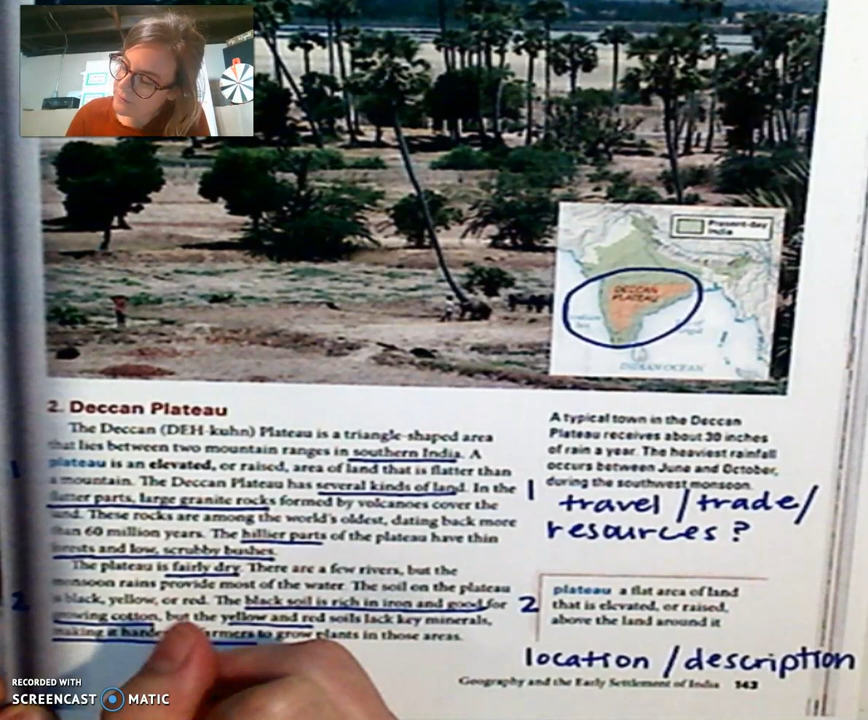 Present-day
India
DECCAN
PLATEAU
INDIAN OCEAN
2. Deccan Plateau
The Deccan (DEH-kuhn) Plateau is a triangle-shaped area
that lies between two mountain ranges in southern India. A
plateau is an elevated, or raised, area of land that is flatter than
a mountain. The Deccan Plateau has several kinds of land. In the
flatter parts, large granite rocks formed by volcanoes cover the
land. These rocks are among the world's oldest, dating back more
than 60 million years. The hillier parts of the plateau have thin
forests and low, scrubby bushes.
The plateau is fairly dry. There are a few rivers, but the
monsoon rains provide most of the water. The soil on the plateau
is black, yellow, or red. The black soil is rich in iron and good for
growing cotton, but the yellow and red soils lack key minerals,
making it harder farmers to grow plants in those areas.
1
2
A typical town in the Deccan
Plateau receives about 30 inches
of rain a year. The heaviest rainfall
occurs between June and October,
during the southwest monsoon.
1 travel / trade /
resources?
2
plateau a flat area of land
that is elevated, or raised,
above the land around it
location / description
Geography and the Early Settlement of India 143
RECORDED WITH
SCREENCAST MATIC